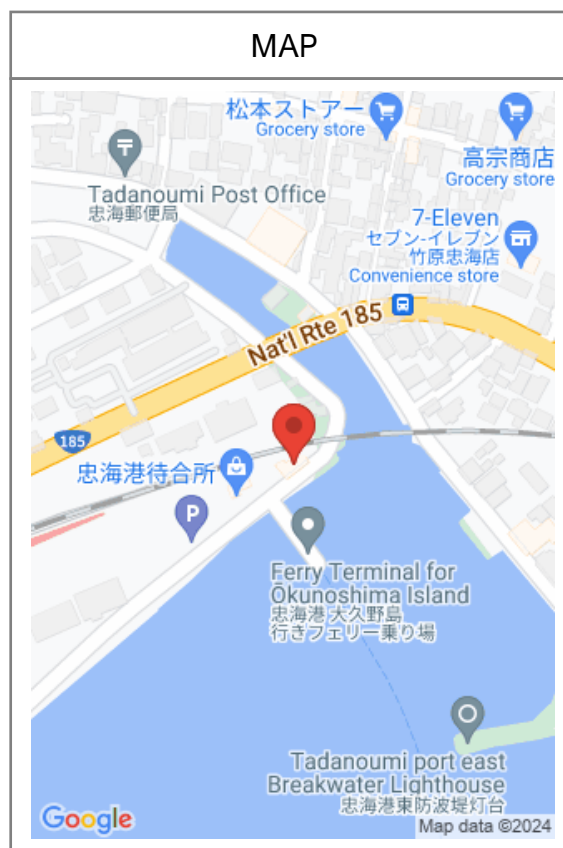 MAP
松本ストアー
Grocery store
高宗商店
Grocery store
Tadanoumi Post Office
忠海郵便局
7-Eleven
セブン-イレブン
竹原忠海店
Convenience store
Nat'l Rte 185
185
忠海港待合所
P
Ferry Terminal for
Ōkunoshima Island
忠海港 大久野島
行きフェリー乗り場
Tadanoumi port east
Breakwater Lighthouse
忠海港東防波堤灯台
Google
Map data ©2024